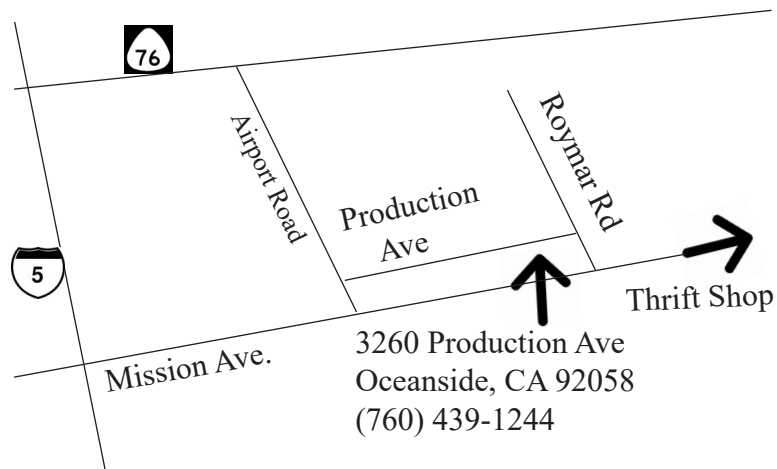 76
Airport Road
Roymar Rd
Production
Ave
5
Thrift Shop
Mission Ave.
3260 Production Ave
Oceanside, CA 92058
(760) 439-1244